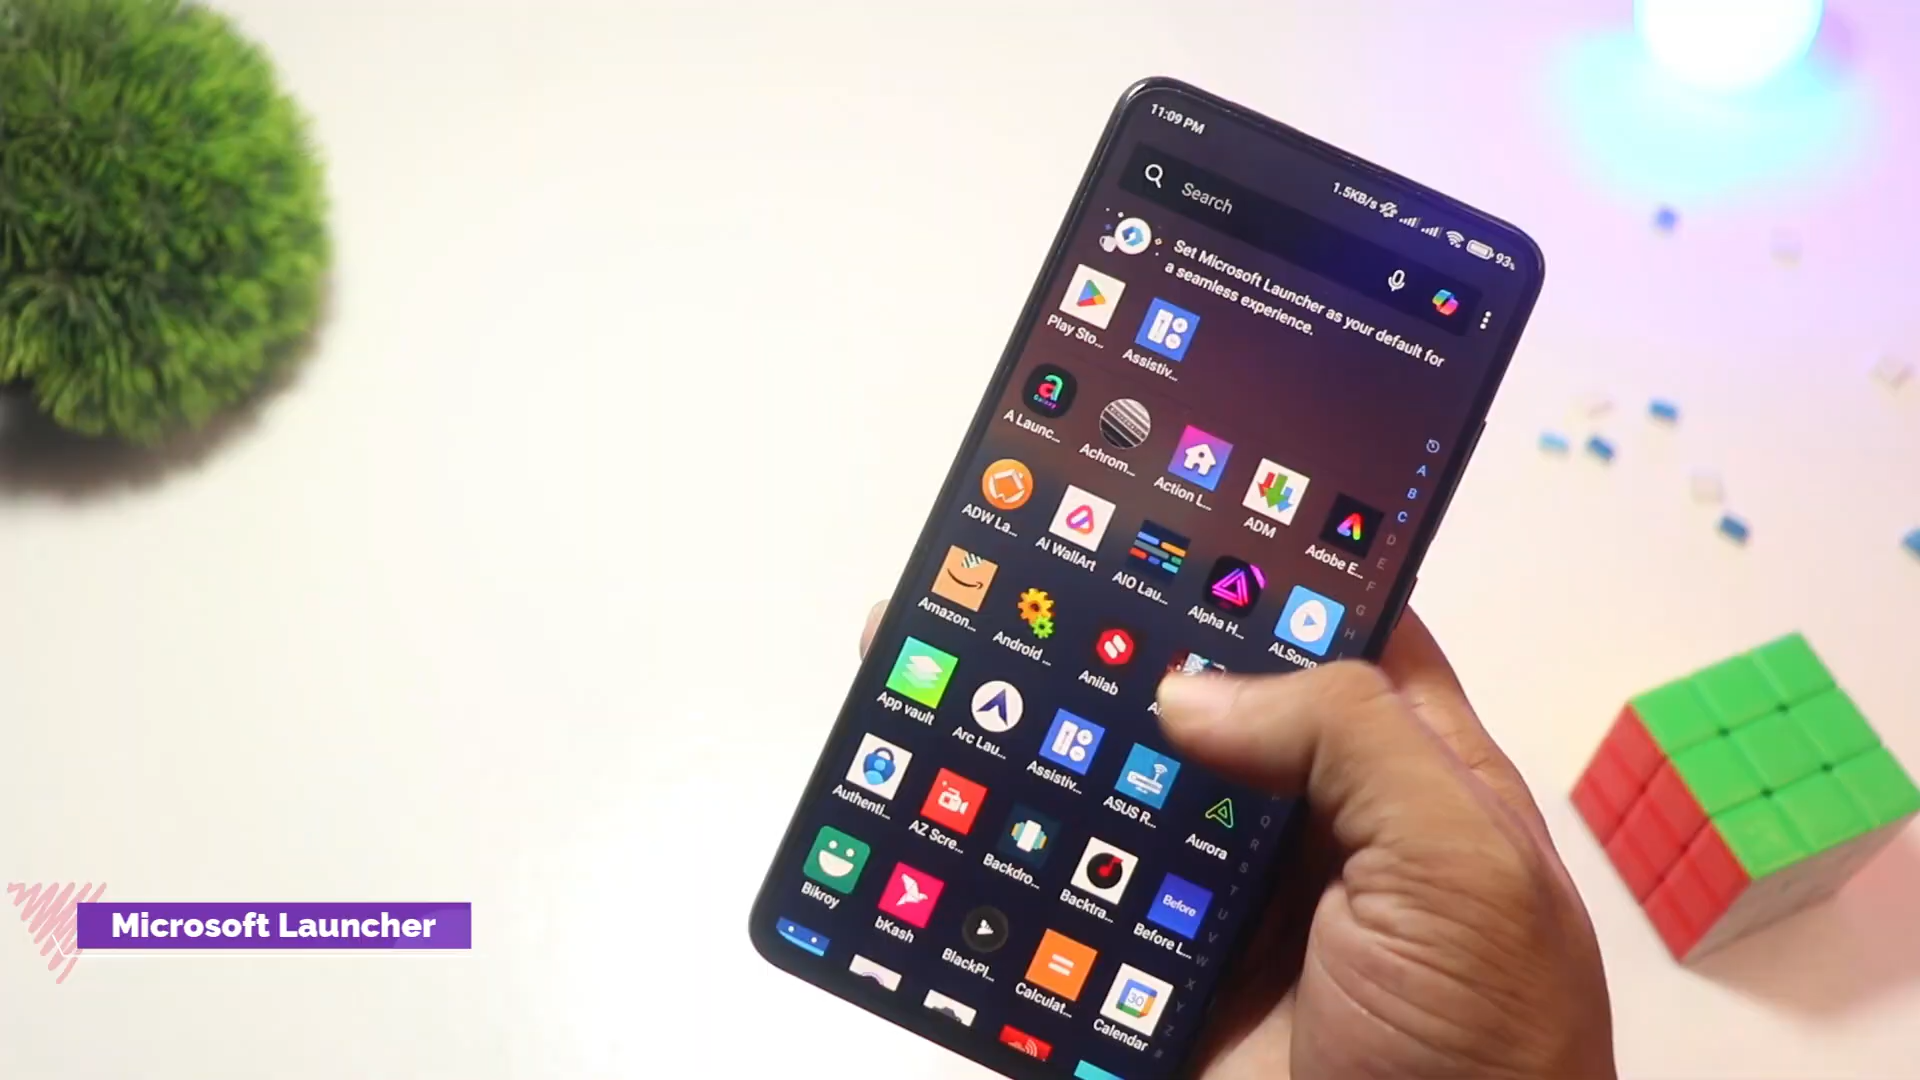 11:09 PM
1.5KB/s
93%
Search
Set Microsoft Launcher as your default for
a seamless experience.
Play Sto...
Assistiv...
A Launc...
Achrom...
Action L...
ADM
Adobe E...
ADW La...
Ai WallArt
AIO Lau...
Alpha H...
ALSong
Amazon...
Android ...
Anilab
App vault
Arc Lau...
Assistiv...
ASUS R...
Aurora
Authenti...
AZ Scre...
Backdro...
Backtra...
Before
Before L...
Bikroy
bKash
BlackPl...
Calculat...
30
Calendar
A
B
C
D
E
F
G
H
Q
R
S
T
U
V
W
X
Y
Z
#
Microsoft Launcher